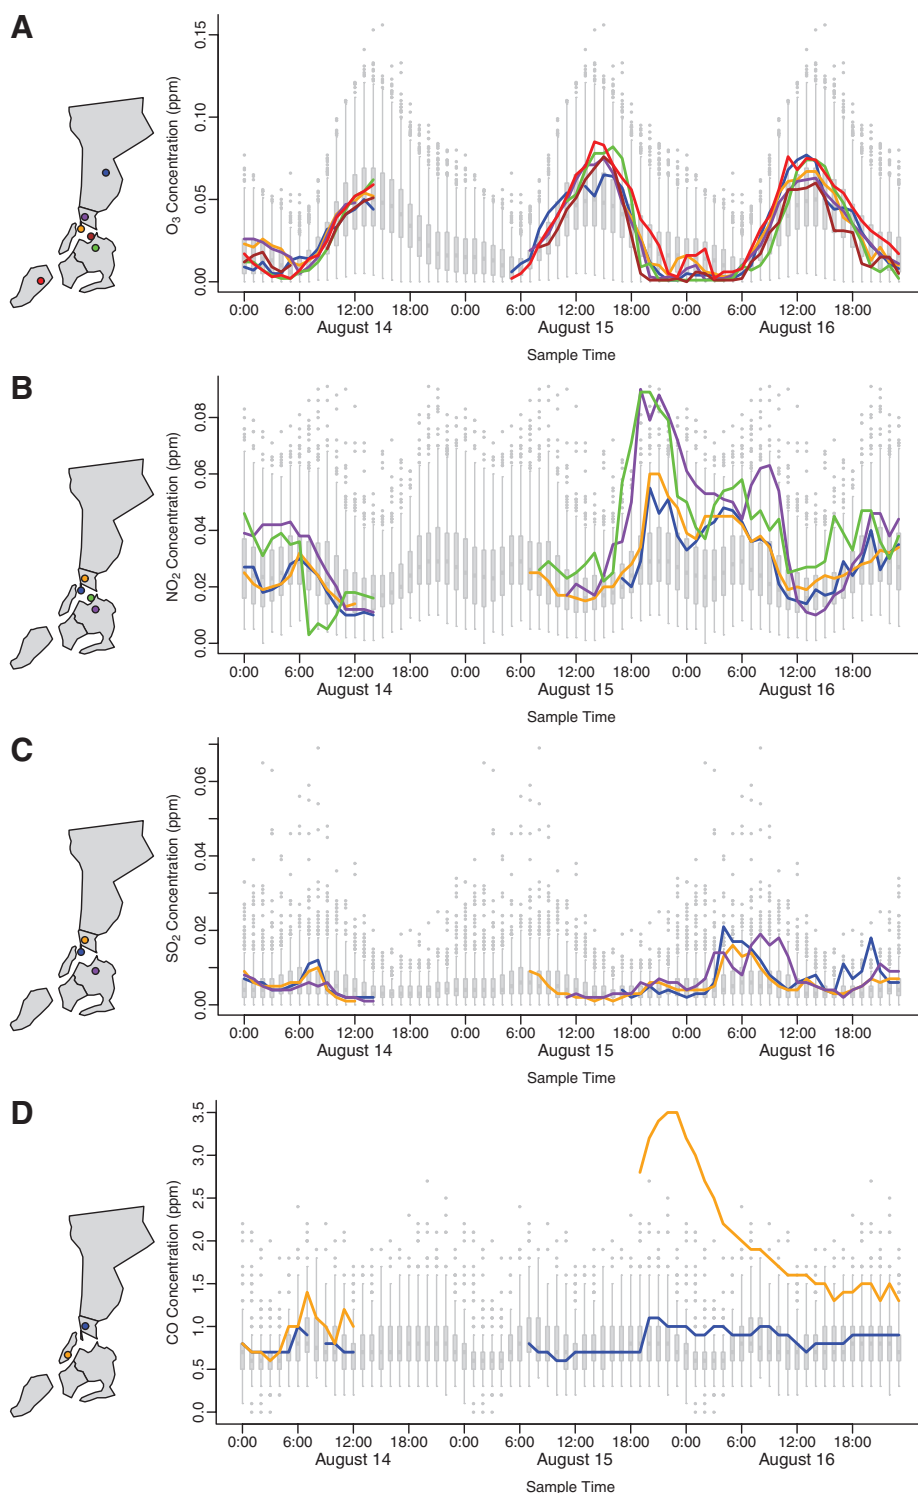 A
O3 Concentration (ppm)
0.15
0.10
0.05
0.00
0:00 6:00 12:00 18:00 0:00 6:00 12:00 18:00 0:00 6:00 12:00 18:00
August 14 August 15 August 16
Sample Time
B
NO2 Concentration (ppm)
0.08
0.06
0.04
0.02
0.00
0:00 6:00 12:00 18:00 0:00 6:00 12:00 18:00 0:00 6:00 12:00 18:00
August 14 August 15 August 16
Sample Time
C
SO2 Concentration (ppm)
0.06
0.04
0.02
0.00
0:00 6:00 12:00 18:00 0:00 6:00 12:00 18:00 0:00 6:00 12:00 18:00
August 14 August 15 August 16
Sample Time
D
CO Concentration (ppm)
3.5
3.0
2.5
2.0
1.5
1.0
0.5
0.0
0:00 6:00 12:00 18:00 0:00 6:00 12:00 18:00 0:00 6:00 12:00 18:00
August 14 August 15 August 16
Sample Time